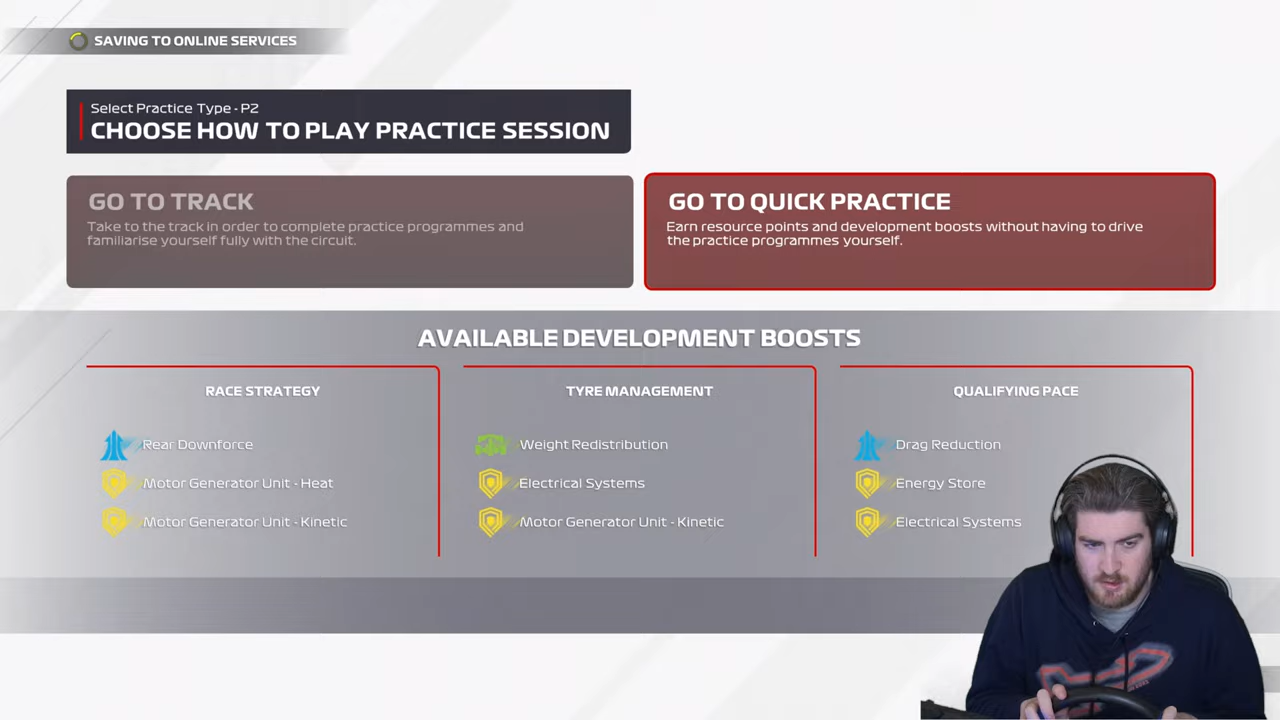 SAVING TO ONLINE SERVICES
Select Practice Type - P2
CHOOSE HOW TO PLAY PRACTICE SESSION
GO TO TRACK
Take to the track in order to complete practice programmes and
familiarise yourself fully with the circuit.
GO TO QUICK PRACTICE
Earn resource points and development boosts without having to drive
the practice programmes yourself.
AVAILABLE DEVELOPMENT BOOSTS
RACE STRATEGY
Rear Downforce
Motor Generator Unit - Heat
Motor Generator Unit - Kinetic
TYRE MANAGEMENT
Weight Redistribution
Electrical Systems
Motor Generator Unit - Kinetic
QUALIFYING PACE
Drag Reduction
Energy Store
Electrical Systems